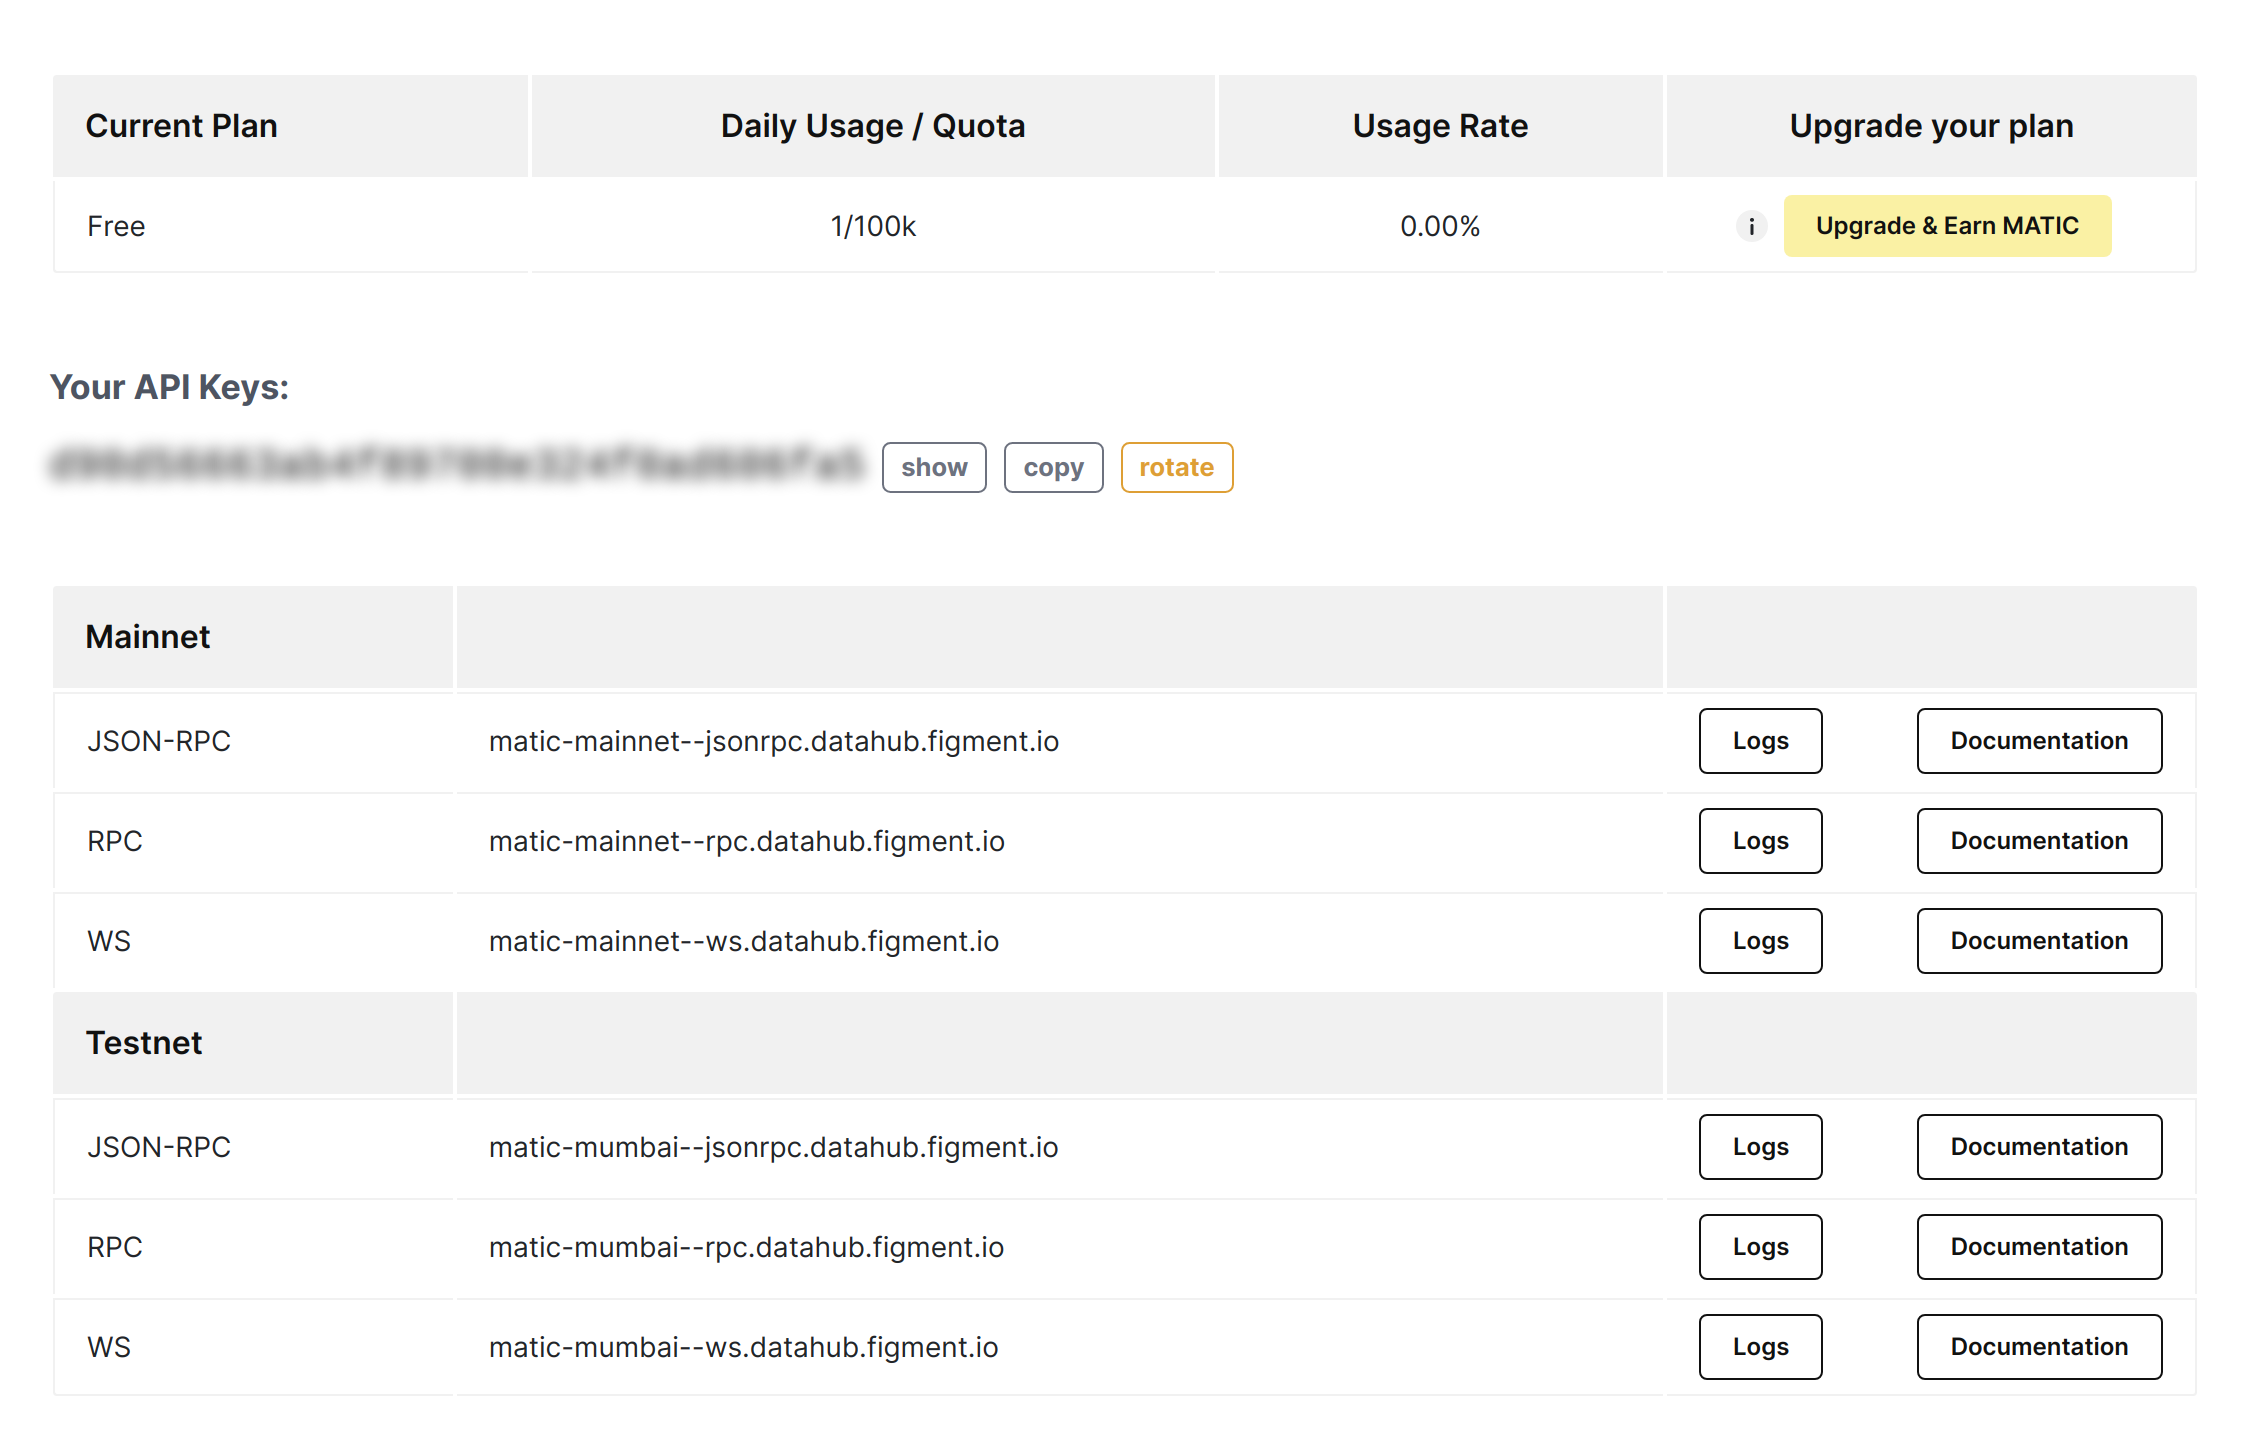 Current Plan Daily Usage / Quota Usage Rate Upgrade your plan
Free 1/100k 0.00% i Upgrade & Earn MATIC
Your API Keys:
show copy rotate
Mainnet
JSON-RPC matic-mainnet--jsonrpc.datahub.figment.io Logs Documentation
RPC matic-mainnet--rpc.datahub.figment.io Logs Documentation
WS matic-mainnet--ws.datahub.figment.io Logs Documentation
Testnet
JSON-RPC matic-mumbai--jsonrpc.datahub.figment.io Logs Documentation
RPC matic-mumbai--rpc.datahub.figment.io Logs Documentation
WS matic-mumbai--ws.datahub.figment.io Logs Documentation